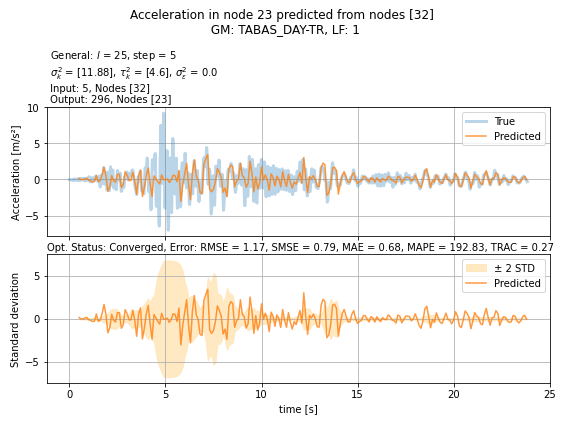 Acceleration in node 23 predicted from nodes [32]
GM: TABAS_DAY-TR, LF: 1
General: l = 25, step = 5
σ²ₖ = [11.88], τ²ₖ = [4.6], σ²ε = 0.0
Input: 5, Nodes [32]
Output: 296, Nodes [23]
10
5
0
−5
Acceleration [m/s²]
True
Predicted
Opt. Status: Converged, Error: RMSE = 1.17, SMSE = 0.79, MAE = 0.68, MAPE = 192.83, TRAC = 0.27
5
0
−5
Standard deviation
± 2 STD
Predicted
0 5 10 15 20 25
time [s]